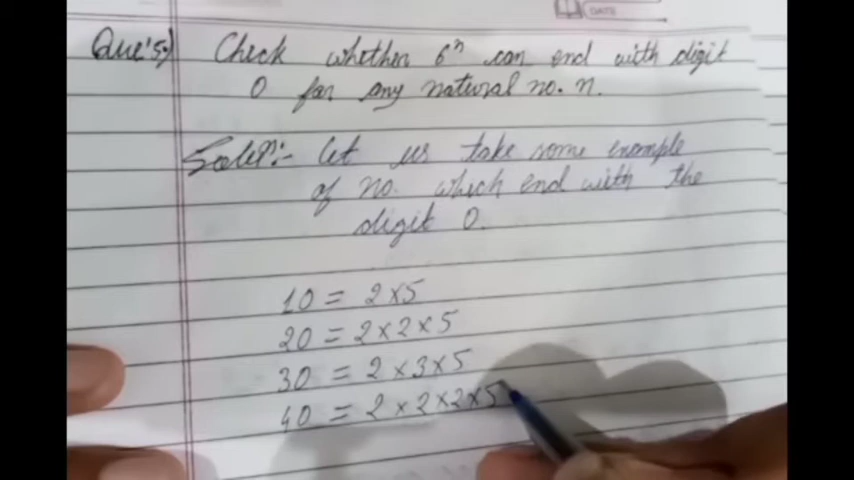 DATE
Que's:) Check whether 6ⁿ can end with digit
0 for any natural no. n.
Solⁿ:- let us take some example
of no. which end with the
digit 0.
10 = 2×5
20 = 2×2×5
30 = 2×3×5
40 = 2×2×2×5